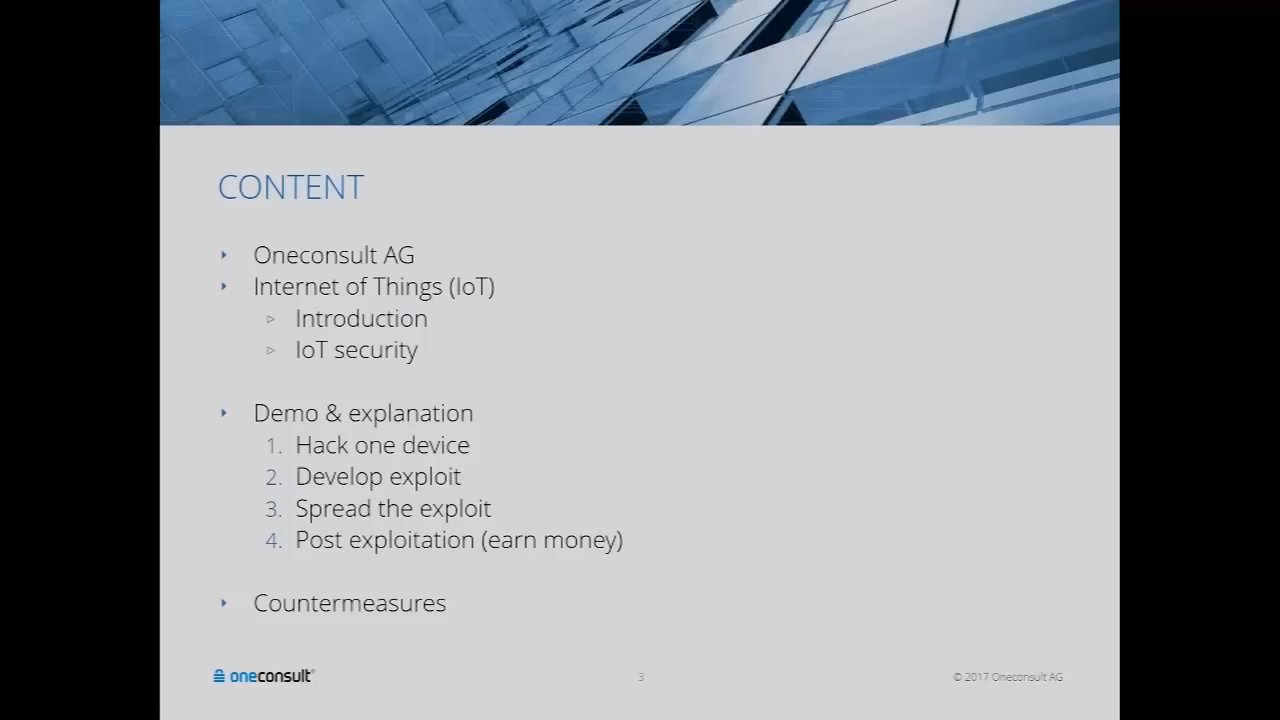 CONTENT
Oneconsult AG
Internet of Things (IoT)
Introduction
IoT security
Demo & explanation
1. Hack one device
2. Develop exploit
3. Spread the exploit
4. Post exploitation (earn money)
Countermeasures
oneconsult®
3
© 2017 Oneconsult AG